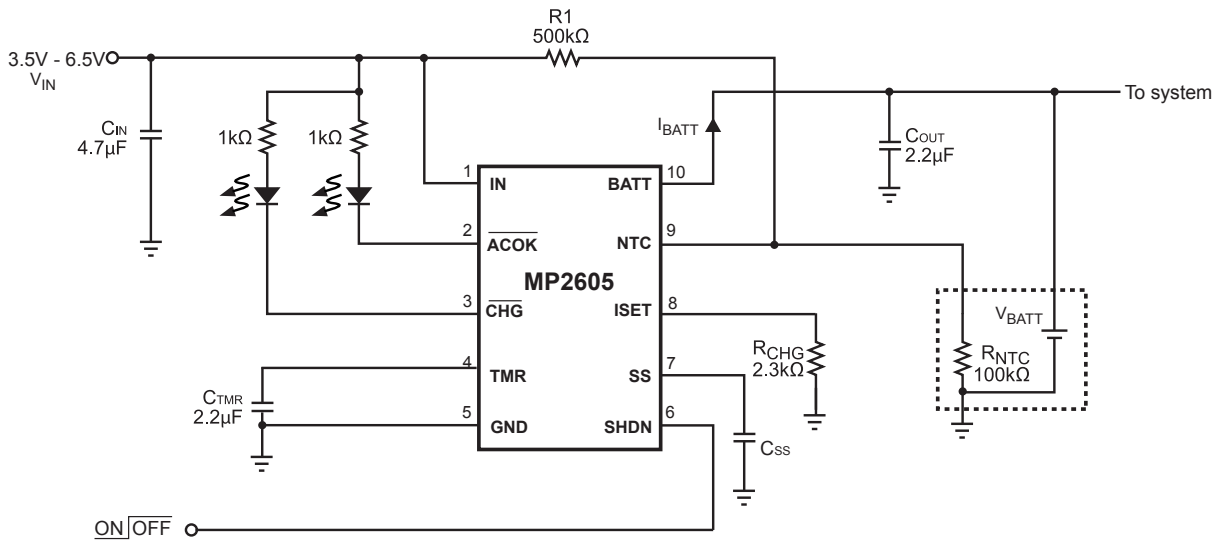 R1
500kΩ
3.5V - 6.5V
VIN
To system
CIN
4.7µF
1kΩ
1kΩ
IBATT
COUT
2.2µF
1
IN
BATT
10
2
ACOK
NTC
9
MP2605
3
CHG
ISET
8
VBATT
RCHG
2.3kΩ
RNTC
100kΩ
4
TMR
SS
7
CTMR
2.2µF
5
GND
SHDN
6
CSS
ON OFF